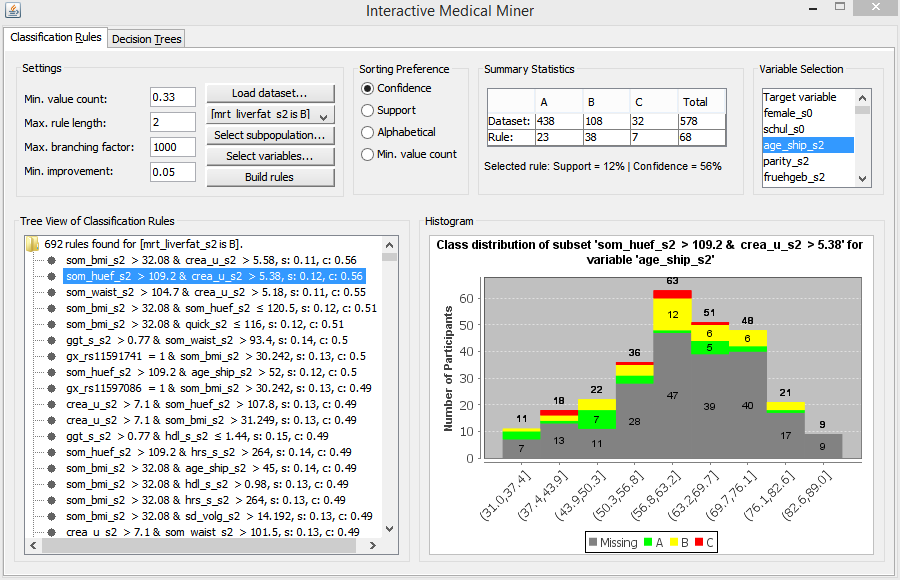 Interactive Medical Miner
Classification Rules
Decision Trees
Settings
Min. value count: 0.33
Max. rule length: 2
Max. branching factor: 1000
Min. improvement: 0.05
Load dataset...
[mrt_liverfat_s2 is B]
Select subpopulation...
Select variables...
Build rules
Sorting Preference
Confidence
Support
Alphabetical
Min. value count
Summary Statistics
A B C Total
Dataset: 438 108 32 578
Rule: 23 38 7 68
Selected rule: Support = 12% | Confidence = 56%
Variable Selection
Target variable
female_s0
schul_s0
age_ship_s2
parity_s2
fruehgeb_s2
Tree View of Classification Rules
692 rules found for [mrt_liverfat_s2 is B].
som_bmi_s2 > 32.08 & crea_u_s2 > 5.58, s: 0.11, c: 0.56
som_huef_s2 > 109.2 & crea_u_s2 > 5.38, s: 0.12, c: 0.56
som_waist_s2 > 104.7 & crea_u_s2 > 5.18, s: 0.11, c: 0.55
som_bmi_s2 > 32.08 & som_huef_s2 ≤ 120.5, s: 0.12, c: 0.51
som_bmi_s2 > 32.08 & quick_s2 ≤ 116, s: 0.12, c: 0.51
ggt_s_s2 > 0.77 & som_waist_s2 > 93.4, s: 0.14, c: 0.5
gx_rs11591741 = 1 & som_bmi_s2 > 30.242, s: 0.13, c: 0.5
som_huef_s2 > 109.2 & age_ship_s2 > 52, s: 0.12, c: 0.5
gx_rs11597086 = 1 & som_bmi_s2 > 30.242, s: 0.13, c: 0.49
crea_u_s2 > 7.1 & som_huef_s2 > 107.8, s: 0.13, c: 0.49
crea_u_s2 > 7.1 & som_bmi_s2 > 31.249, s: 0.13, c: 0.49
ggt_s_s2 > 0.77 & hdl_s_s2 ≤ 1.44, s: 0.15, c: 0.49
som_huef_s2 > 109.2 & hrs_s_s2 > 264, s: 0.14, c: 0.49
som_bmi_s2 > 32.08 & age_ship_s2 > 45, s: 0.14, c: 0.49
som_bmi_s2 > 32.08 & hdl_s_s2 > 0.98, s: 0.13, c: 0.49
som_bmi_s2 > 32.08 & hrs_s_s2 > 264, s: 0.13, c: 0.49
som_bmi_s2 > 32.08 & sd_volg_s2 > 14.192, s: 0.13, c: 0.49
crea_u_s2 > 7.1 & som_waist_s2 > 101.5, s: 0.13, c: 0.49
Histogram
Class distribution of subset 'som_huef_s2 > 109.2 & crea_u_s2 > 5.38' for
variable 'age_ship_s2'
Number of Participants
60
50
40
30
20
10
0
11 18 22 36 63 51 48 21 9
12 6 6
7 5
7 13 11 28 47 39 40 17 9
(31.0,37.4] (37.4,43.9] (43.9,50.3] (50.3,56.8] (56.8,63.2] (63.2,69.7] (69.7,76.1] (76.1,82.6] (82.6,89.0]
Missing A B C